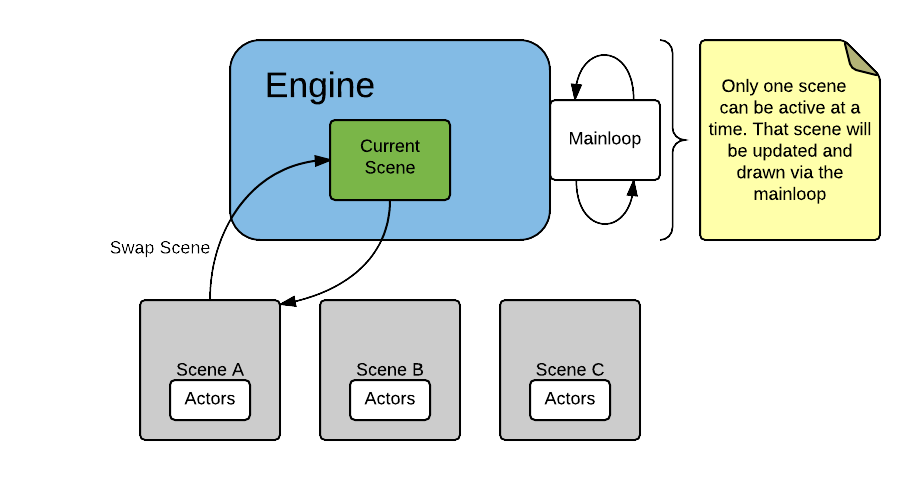 Engine
Current
Scene
Mainloop
Only one scene
can be active at a
time. That scene will
be updated and
drawn via the
mainloop
Swap Scene
Scene A
Actors
Scene B
Actors
Scene C
Actors